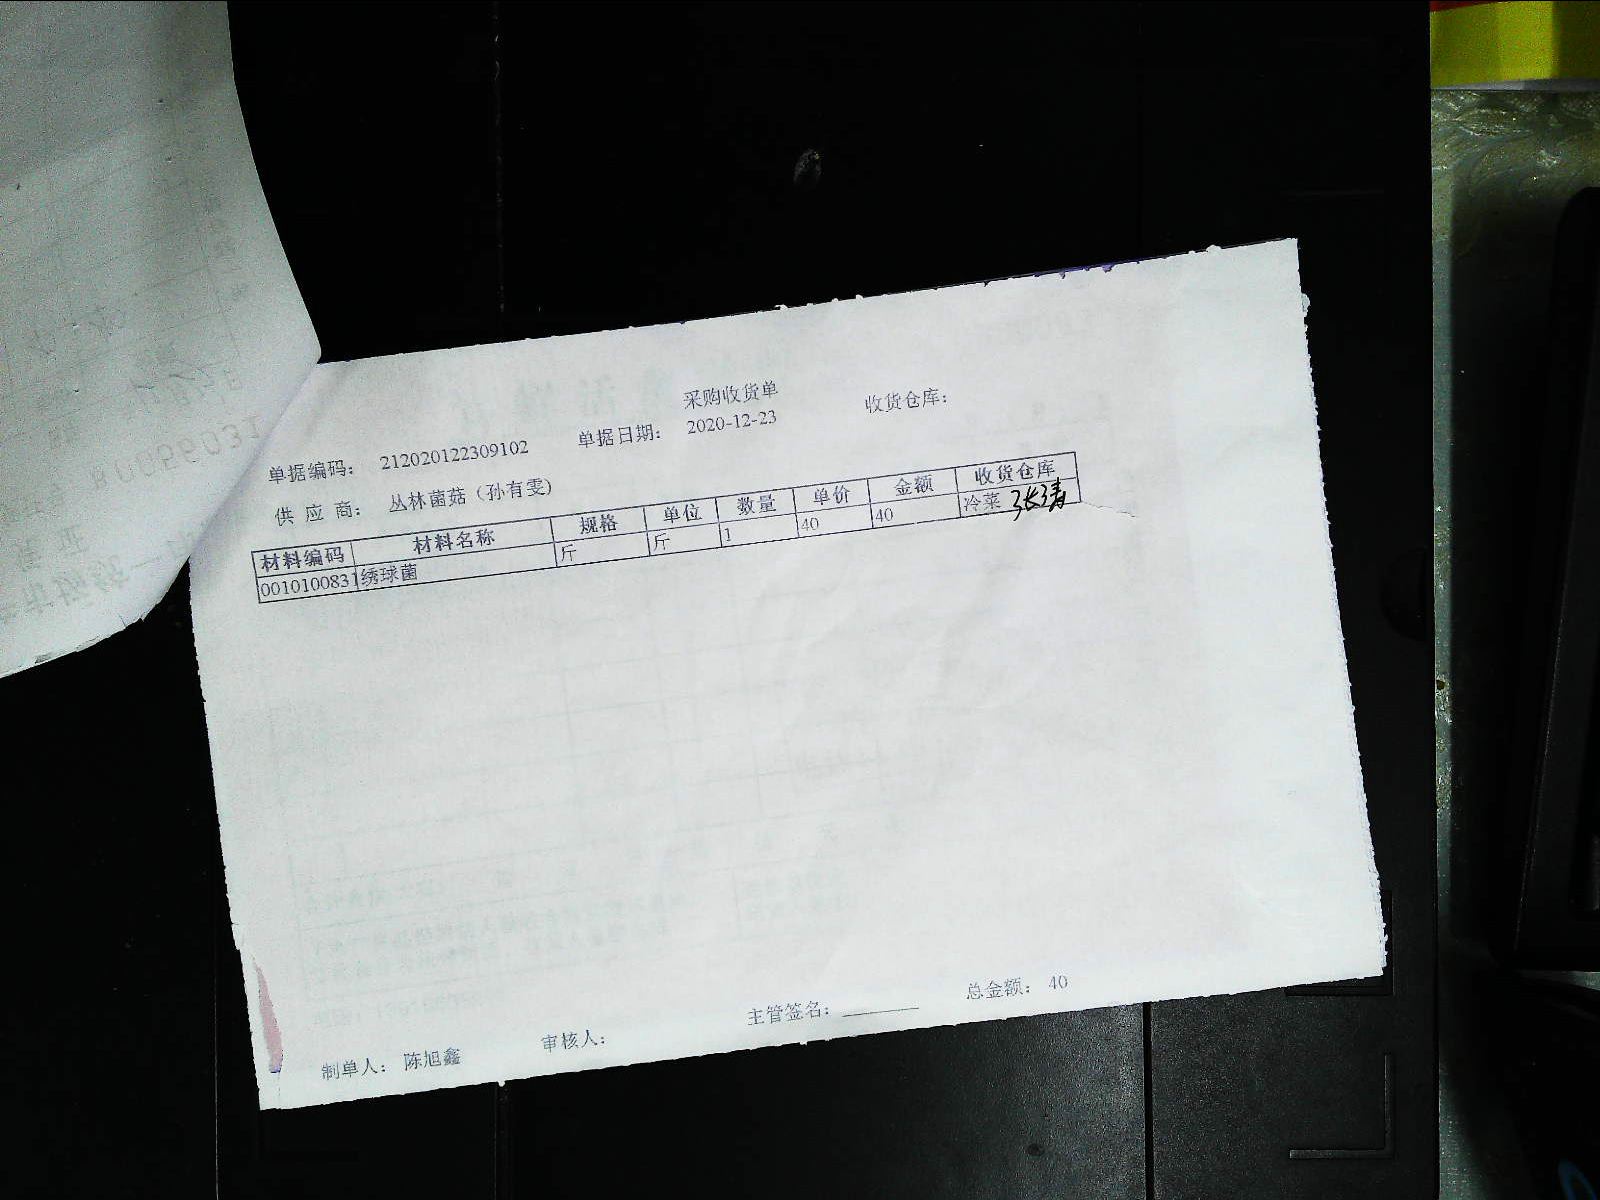 采购收货单
单据编码： 212020122309102 单据日期： 2020-12-23 收货仓库：
供 应 商： 丛林菌菇（孙有雯）
材料编码 材料名称 规格 单位 数量 单价 金额 收货仓库
0010100831 绣球菌 斤 斤 1 40 40 冷菜
制单人： 陈旭鑫 审核人： 主管签名： 总金额： 40